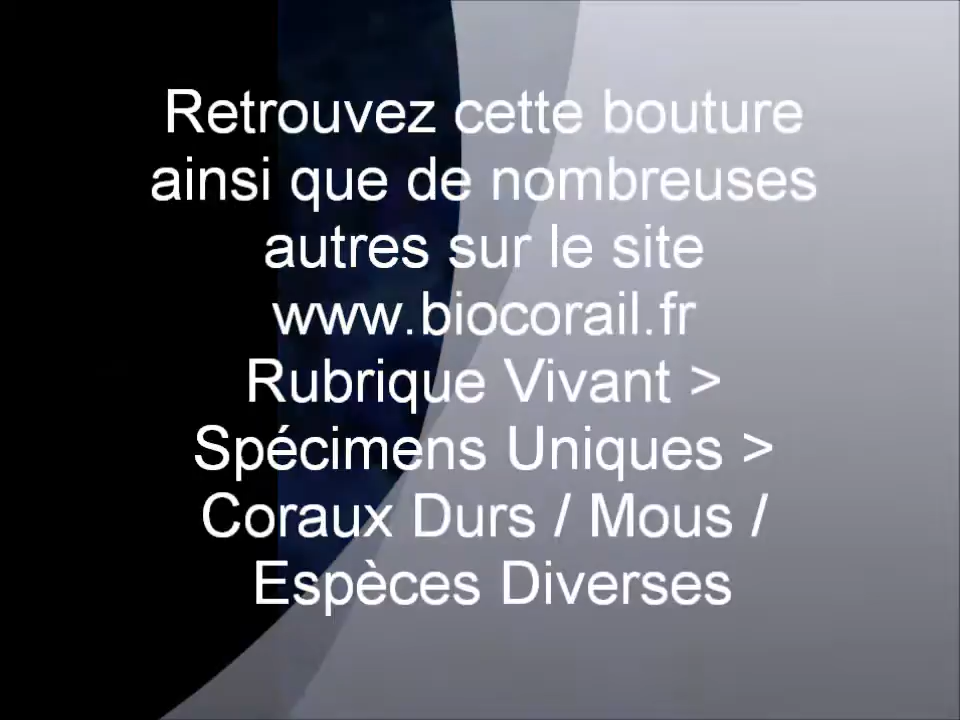 Retrouvez cette bouture
ainsi que de nombreuses
autres sur le site
www.biocorail.fr
Rubrique Vivant >
Spécimens Uniques >
Coraux Durs / Mous /
Espèces Diverses